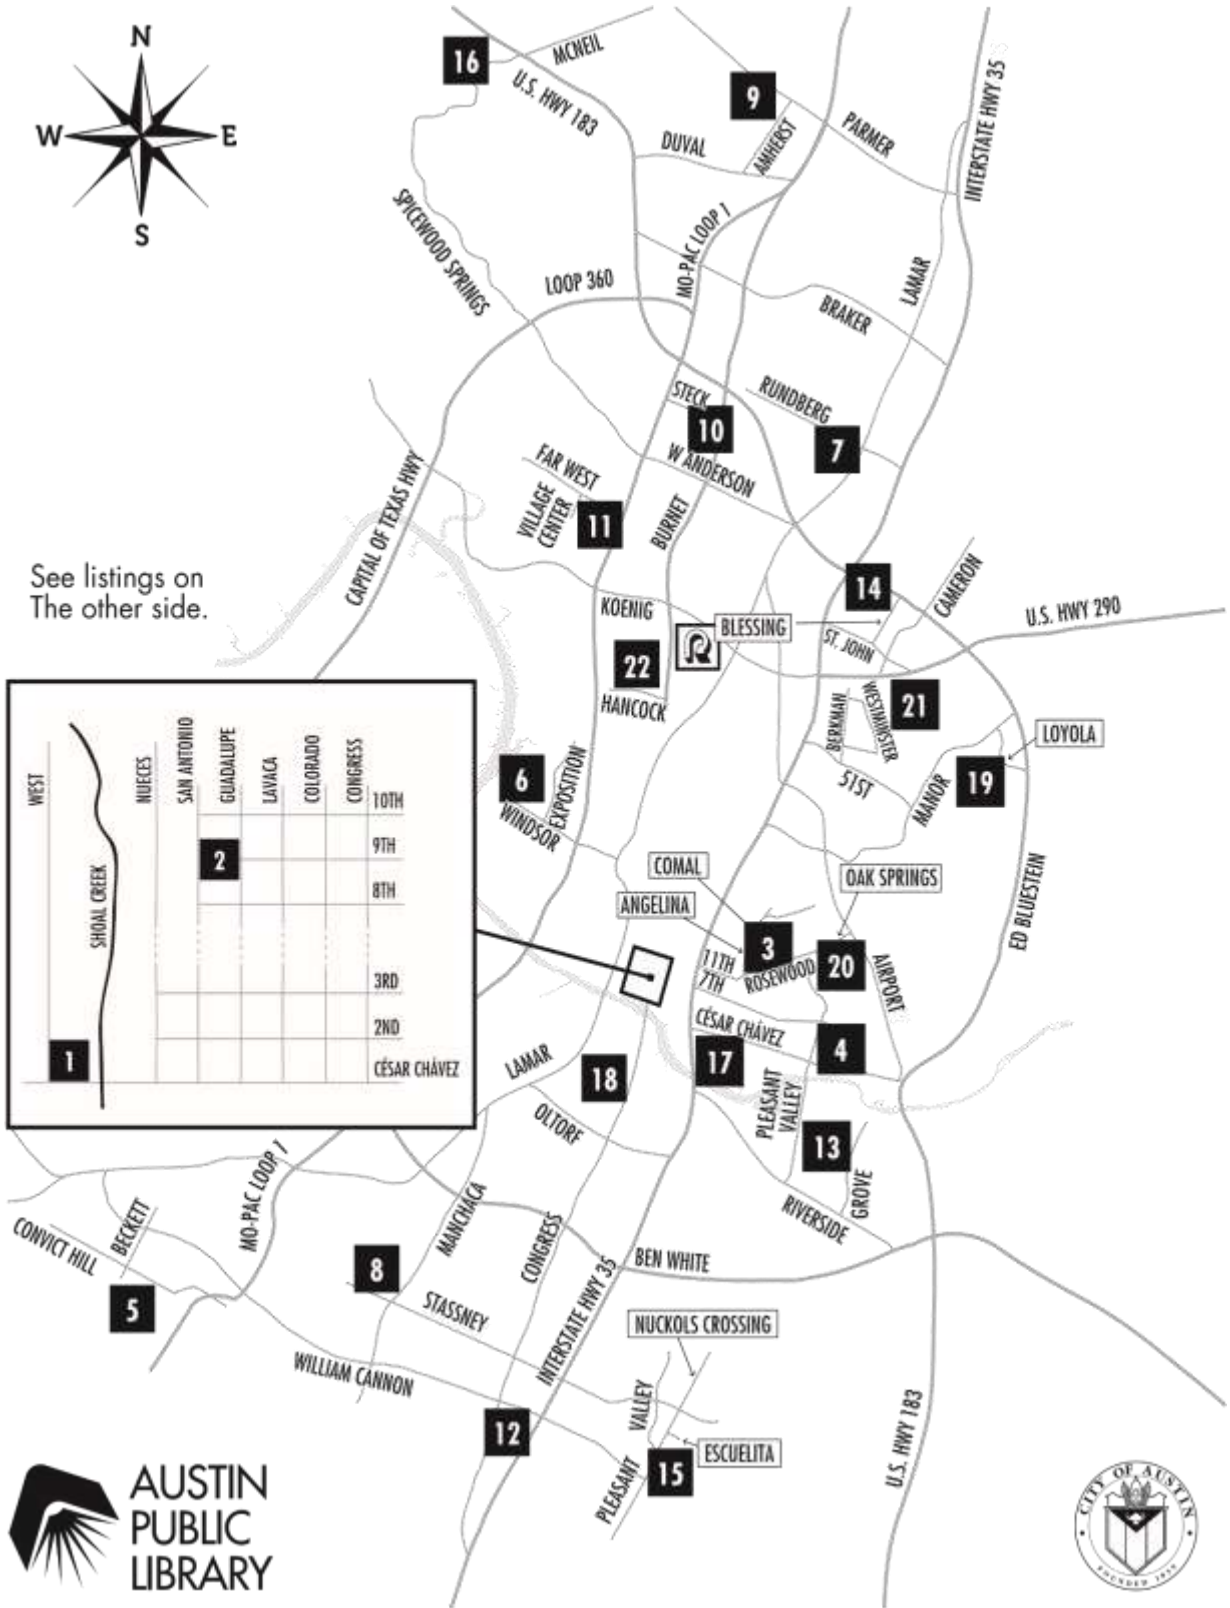 N
W
E
S
16
MCNEIL
U.S. HWY 183
9
DUVAL
AMHERST
PARMER
INTERSTATE HWY 35
SPICEWOOD SPRINGS
LOOP 360
MO-PAC LOOP 1
BRAKER
LAMAR
STECK
RUNDBERG
10
7
W ANDERSON
FAR WEST
VILLAGE
CENTER
11
BURNET
CAPITAL OF TEXAS HWY
See listings on
The other side.
14
CAMERON
KOENIG
BLESSING
ST. JOHN
U.S. HWY 290
22
HANCOCK
BERKMAN
WESTMINSTER
21
LOYOLA
6
EXPOSITION
WINDSOR
51ST
MANOR
19
WEST
SHOAL CREEK
NUECES
SAN ANTONIO
GUADALUPE
LAVACA
COLORADO
CONGRESS
10TH
9TH
2
8TH
3RD
2ND
1
CÉSAR CHÁVEZ
COMAL
OAK SPRINGS
ANGELINA
ED BLUESTEIN
3
11TH
ROSEWOOD
20
7TH
AIRPORT
CÉSAR CHÁVEZ
4
17
LAMAR
18
OLTORF
PLEASANT
VALLEY
13
GROVE
RIVERSIDE
MO-PAC LOOP 1
BECKETT
CONVICT HILL
5
MANCHACA
8
CONGRESS
BEN WHITE
STASSNEY
INTERSTATE HWY 35
NUCKOLS CROSSING
WILLIAM CANNON
12
VALLEY
PLEASANT
ESCUELITA
15
U.S. HWY 183
AUSTIN
PUBLIC
LIBRARY
CITY OF AUSTIN
FOUNDED 1839